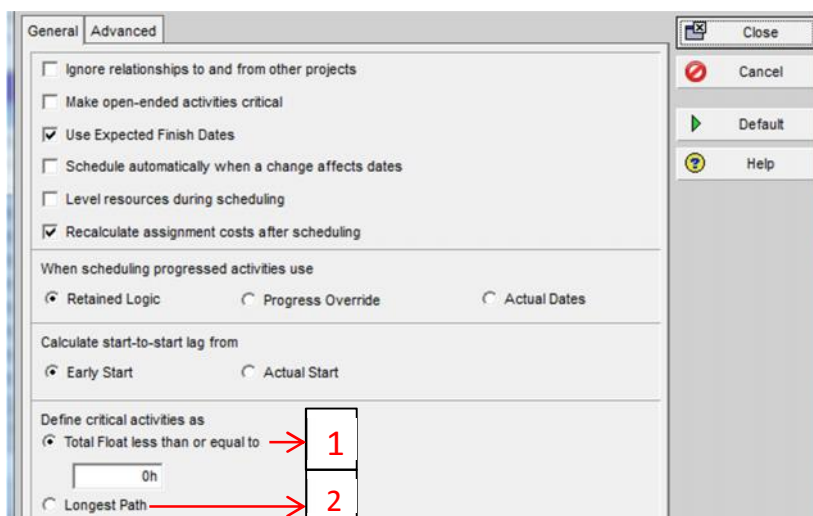 General Advanced
Close
Ignore relationships to and from other projects
Cancel
Make open-ended activities critical
Use Expected Finish Dates
Default
Schedule automatically when a change affects dates
Help
Level resources during scheduling
Recalculate assignment costs after scheduling
When scheduling progressed activities use
Retained Logic Progress Override Actual Dates
Calculate start-to-start lag from
Early Start Actual Start
Define critical activities as
Total Float less than or equal to 1
0h
Longest Path 2